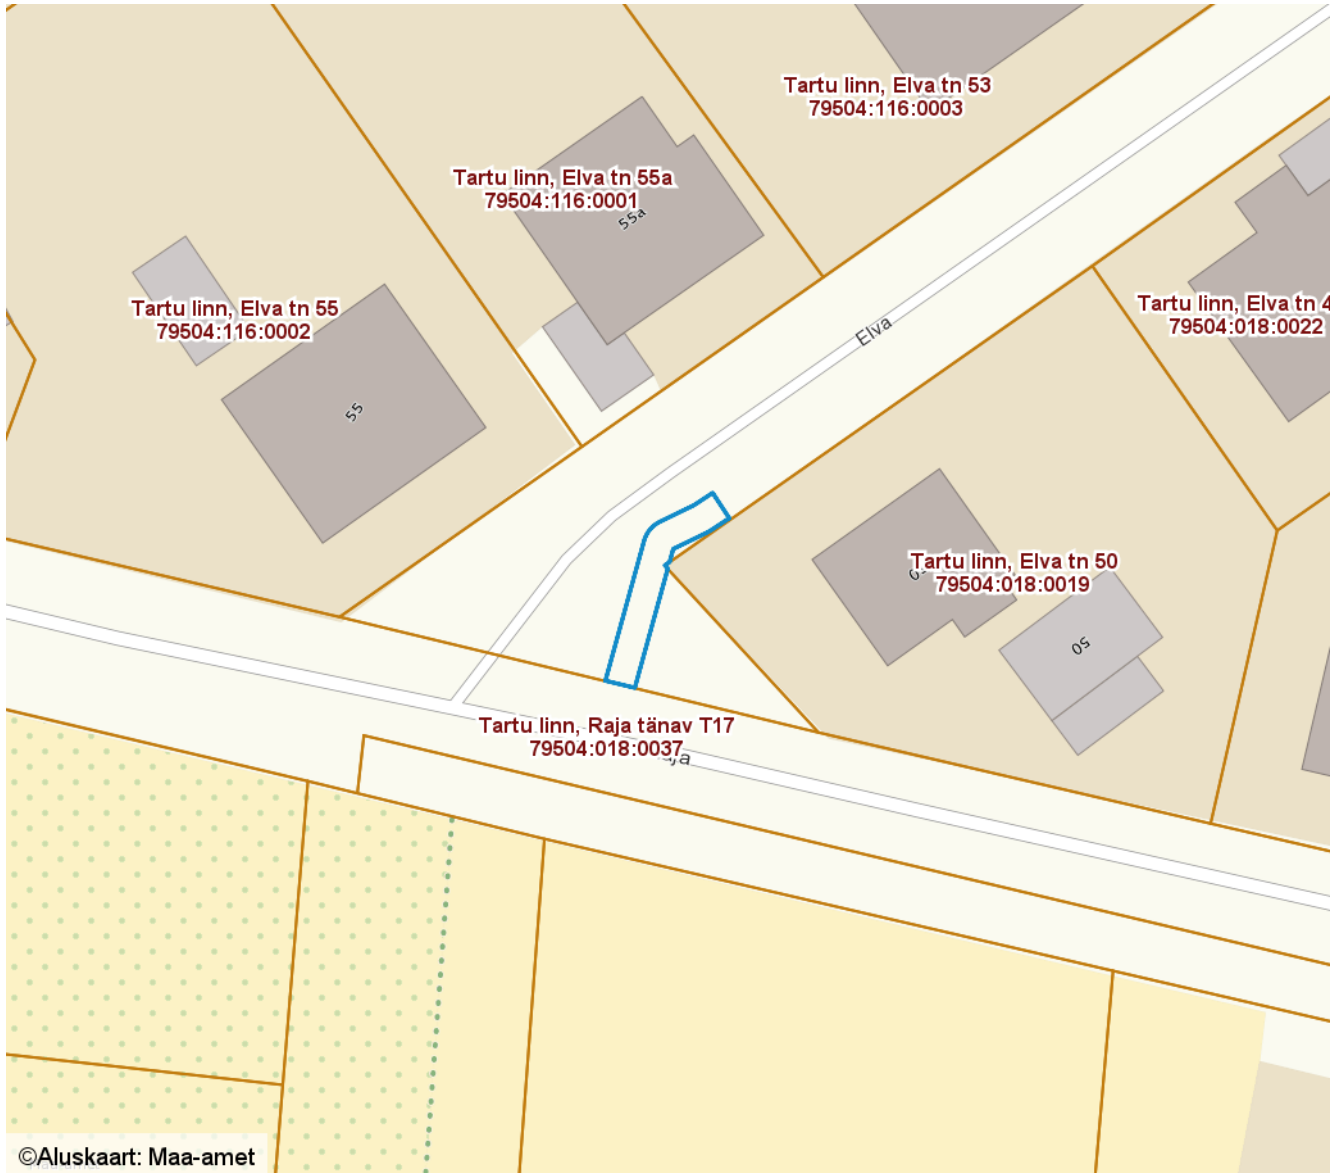 Tartu linn, Elva tn 53
79504:116:0003
Tartu linn, Elva tn 55a
79504:116:0001
55a
Tartu linn, Elva tn 55
79504:116:0002
Tartu linn, Elva tn 4
79504:018:0022
Elva
55
Tartu linn, Elva tn 50
79504:018:0019
50
Tartu linn, Raja tänav T17
79504:018:0037
©Aluskaart: Maa-amet